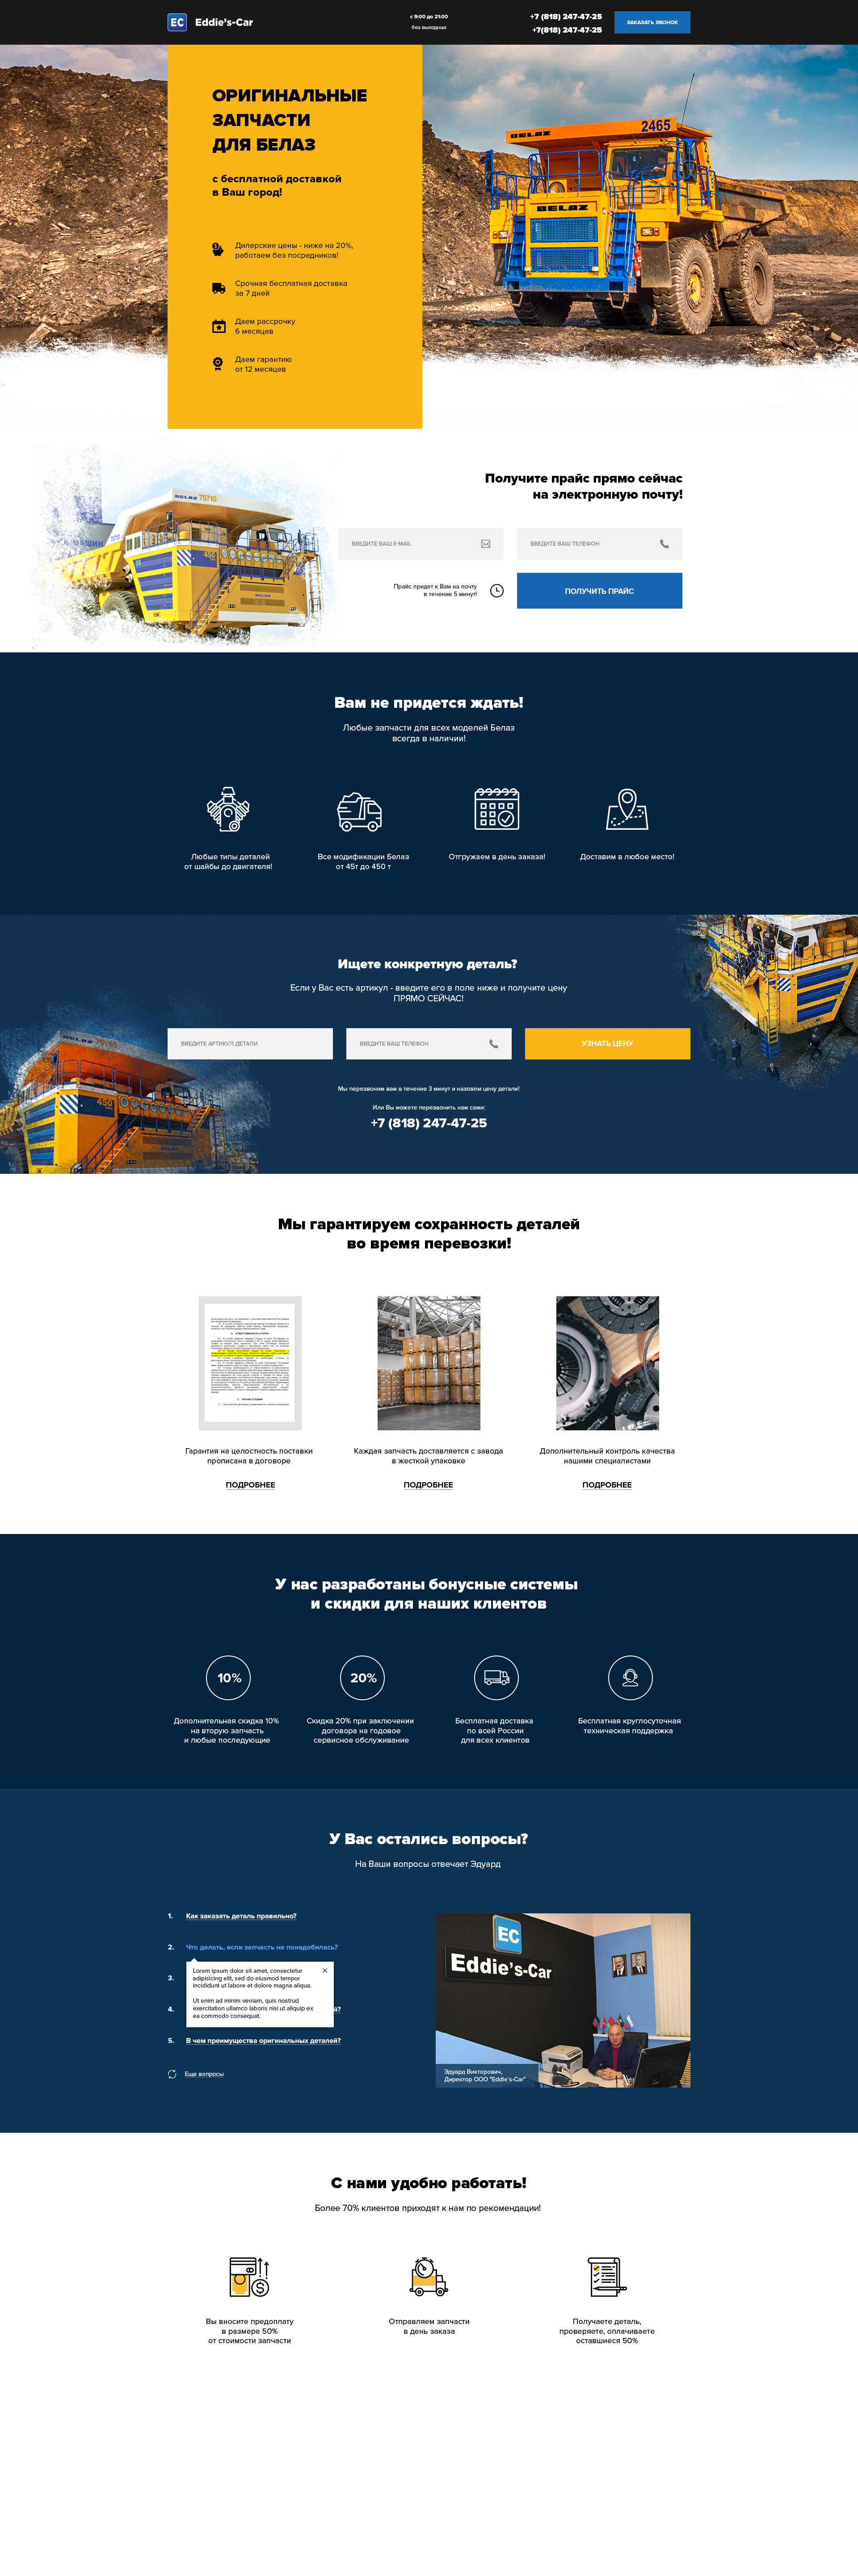 EC Eddie's-Car
с 9:00 до 21:00
без выходных
+7 (818) 247-47-25
+7(818) 247-47-25
ЗАКАЗАТЬ ЗВОНОК
ОРИГИНАЛЬНЫЕ
ЗАПЧАСТИ
ДЛЯ БЕЛАЗ
с бесплатной доставкой
в Ваш город!
Дилерские цены - ниже на 20%,
работаем без посредников!
Срочная бесплатная доставка
за 7 дней
Даем рассрочку
6 месяцев
Даем гарантию
от 12 месяцев
2465
BELAZ
BELAZ
Получите прайс прямо сейчас
на электронную почту!
BELAZ 75710
450
BELAZ
ВВЕДИТЕ ВАШ E-MAIL
ВВЕДИТЕ ВАШ ТЕЛЕФОН
Прайс придет к Вам на почту
в течение 5 минут!
ПОЛУЧИТЬ ПРАЙС
Вам не придется ждать!
Любые запчасти для всех моделей Белаз
всегда в наличии!
Любые типы деталей
от шайбы до двигателя!
Все модификации Белаз
от 45т до 450 т
Отгружаем в день заказа!
Доставим в любое место!
Ищете конкретную деталь?
Если у Вас есть артикул - введите его в поле ниже и получите цену
ПРЯМО СЕЙЧАС!
ВВЕДИТЕ АРТИКУЛ ДЕТАЛИ
ВВЕДИТЕ ВАШ ТЕЛЕФОН
УЗНАТЬ ЦЕНУ
450
Мы перезвоним вам в течение 3 минут и назовем цену детали!
Или Вы можете перезвонить нам сами:
+7 (818) 247-47-25
Мы гарантируем сохранность деталей
во время перевозки!
Гарантия на целостность поставки
прописана в договоре
ПОДРОБНЕЕ
Каждая запчасть доставляется с завода
в жесткой упаковке
ПОДРОБНЕЕ
Дополнительный контроль качества
нашими специалистами
ПОДРОБНЕЕ
У нас разработаны бонусные системы
и скидки для наших клиентов
10%
Дополнительная скидка 10%
на вторую запчасть
и любые последующие
20%
Скидка 20% при заключении
договора на годовое
сервисное обслуживание
Бесплатная доставка
по всей России
для всех клиентов
Бесплатная круглосуточная
техническая поддержка
У Вас остались вопросы?
На Ваши вопросы отвечает Эдуард
1. Как заказать деталь правильно?
2. Что делать, если запчасть не понадобилась?
Lorem ipsum dolor sit amet, consectetur
adipisicing elit, sed do eiusmod tempor
incididunt ut labore et dolore magna aliqua.
Ut enim ad minim veniam, quis nostrud
exercitation ullamco laboris nisi ut aliquip ex
ea commodo consequat.
3.
4.
5. В чем преимущества оригинальных деталей?
Еще вопросы
EC
Eddie's-Car
Эдуард Викторович,
Директор ООО "Eddie's-Car"
С нами удобно работать!
Более 70% клиентов приходят к нам по рекомендации!
Вы вносите предоплату
в размере 50%
от стоимости запчасти
Отправляем запчасти
в день заказа
Получаете деталь,
проверяете, оплачиваете
оставшиеся 50%